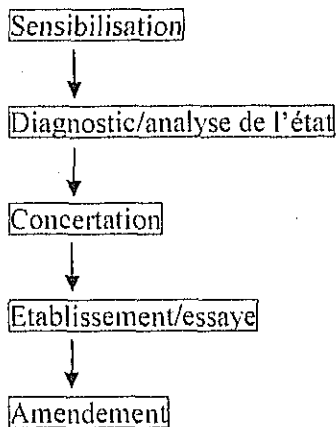 Sensibilisation
Diagnostic/analyse de l'état
Concertation
Etablissement/essaye
Amendement